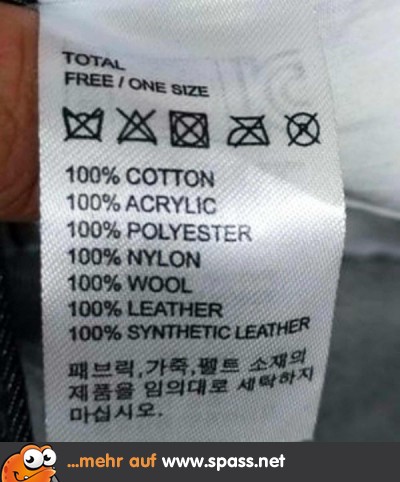 TOTAL
FREE / ONE SIZE
100% COTTON
100% ACRYLIC
100% POLYESTER
100% NYLON
100% WOOL
100% LEATHER
100% SYNTHETIC LEATHER
패브릭,가죽,펠트 소재의
제품을 임의대로 세탁하지
마십시오.
...mehr auf www.spass.net